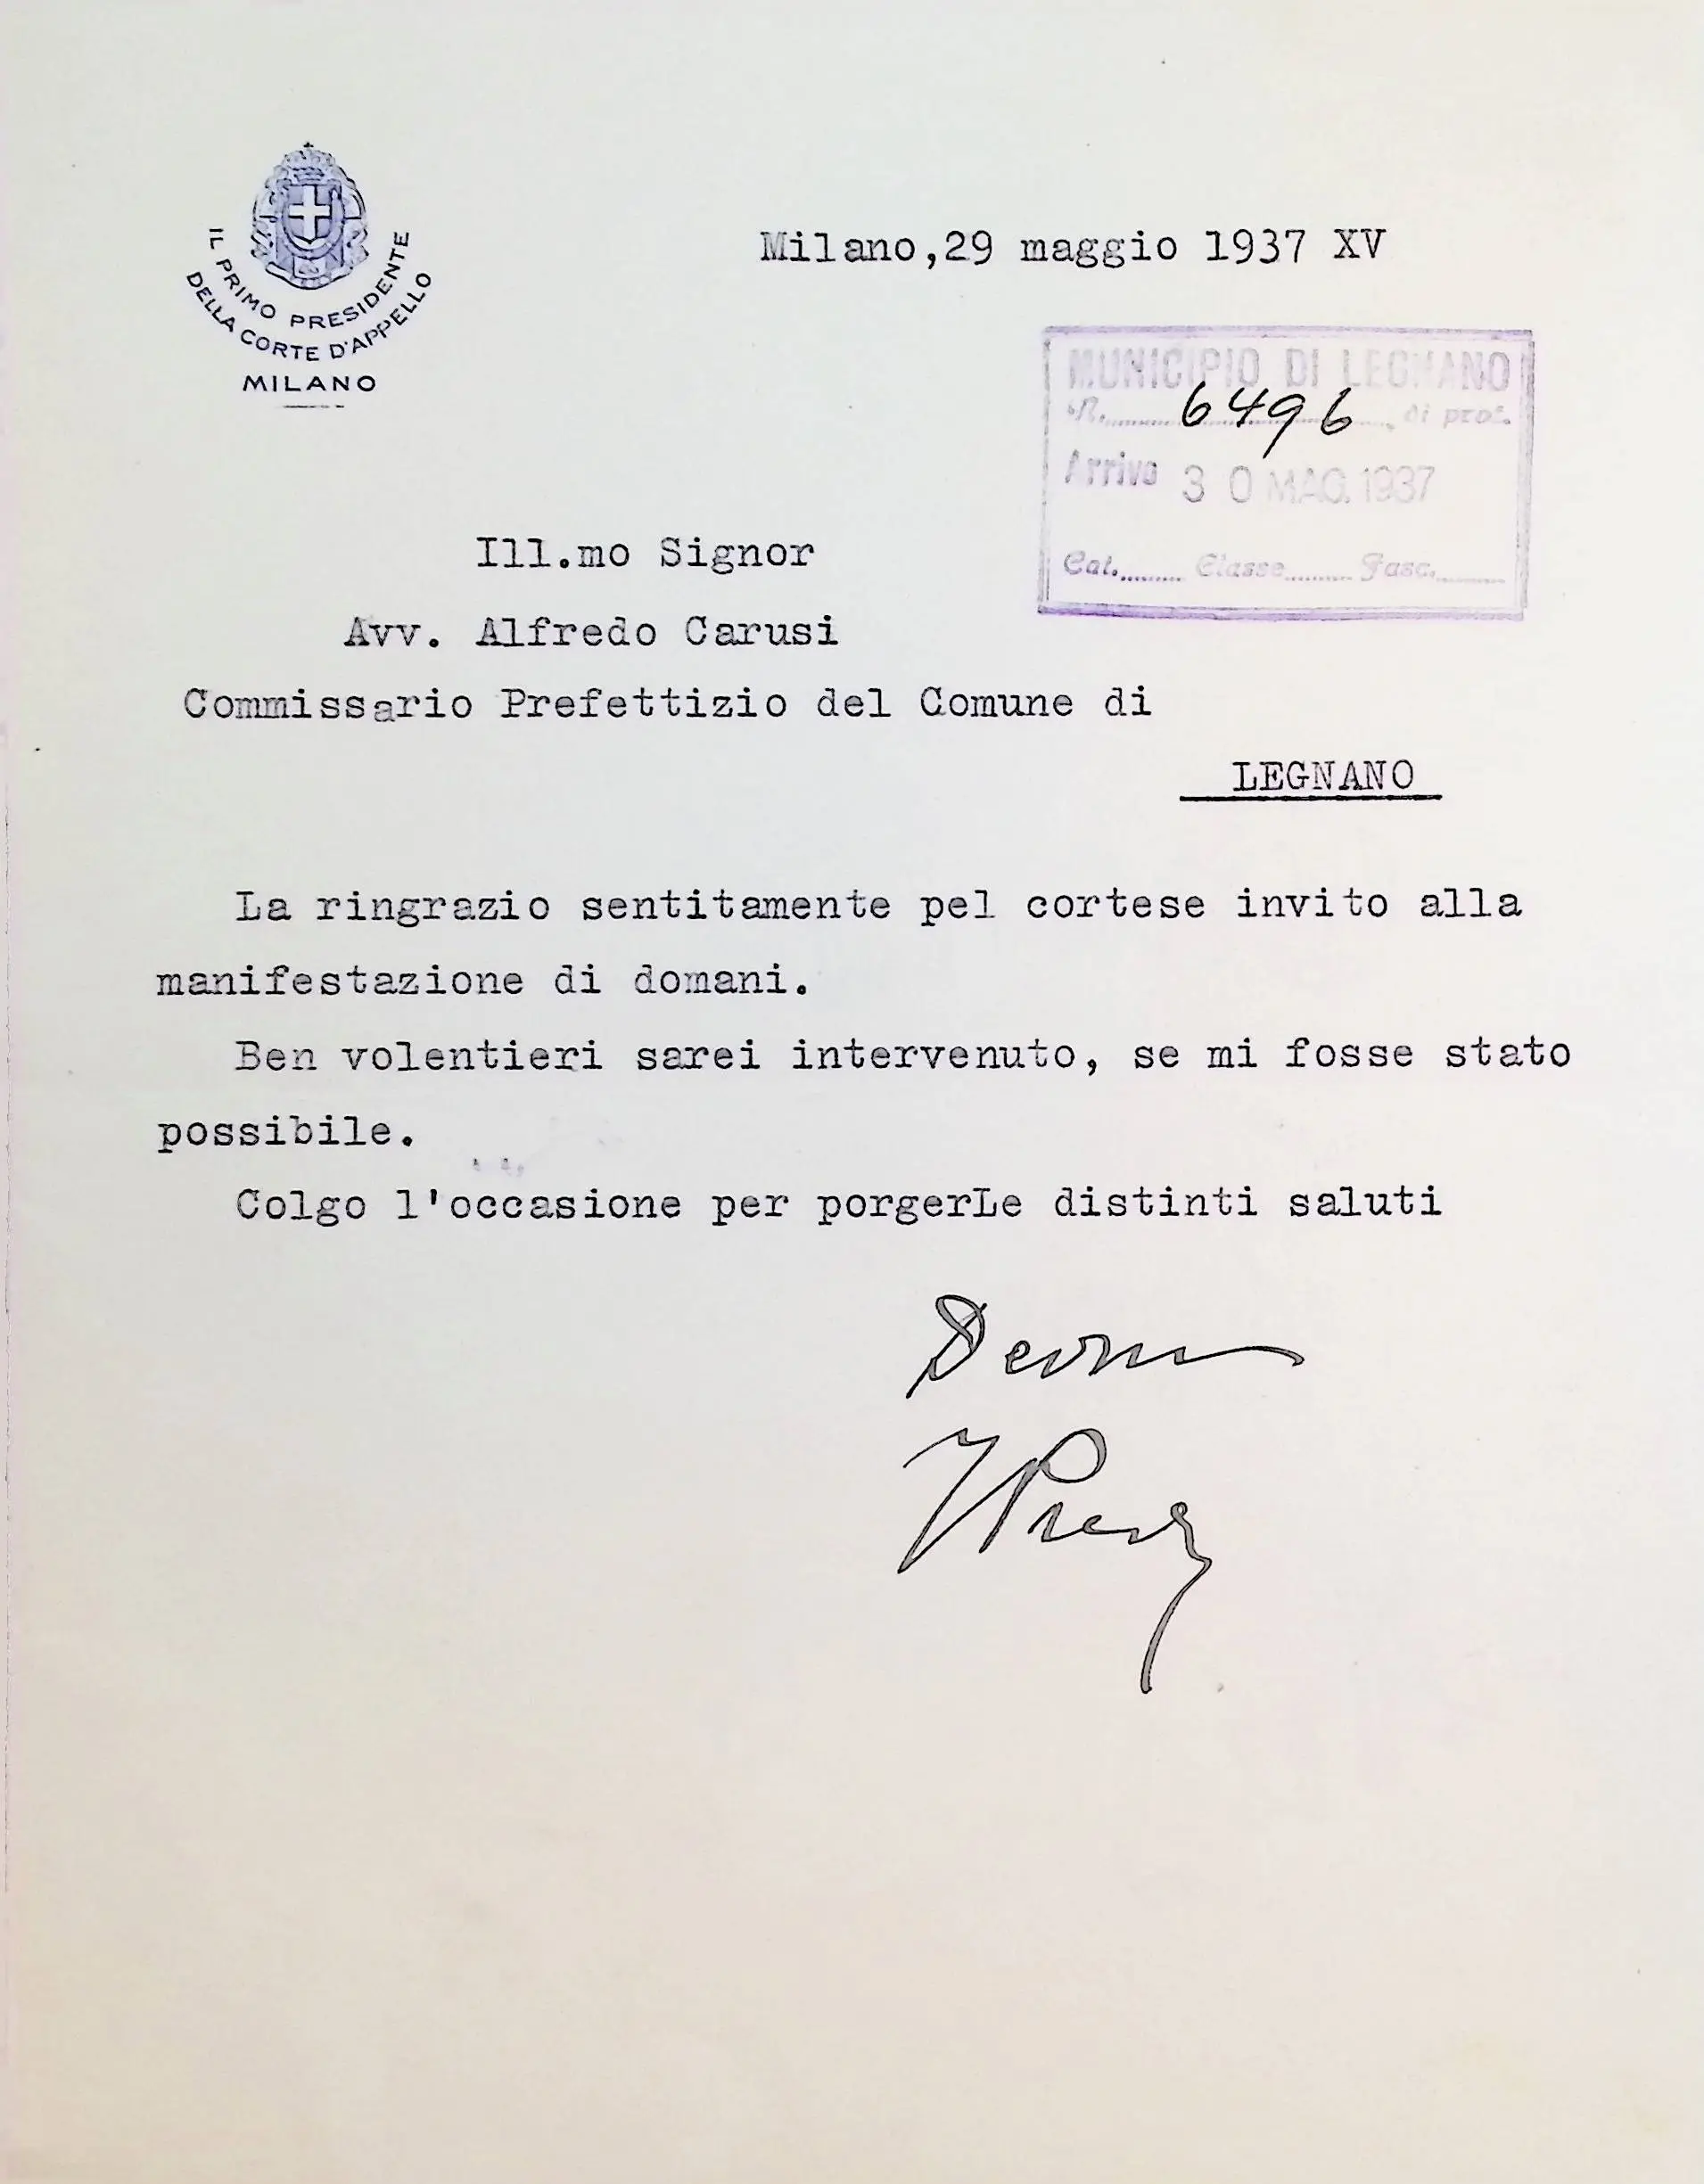 IL PRIMO PRESIDENTE
DELLA CORTE D'APPELLO
MILANO
Milano,29 maggio 1937 XV
MUNICIPIO DI LEGNANO
N. 6496 di prot.
Arrivo 30 MAG. 1937
Cat. Classe Fasc.
Ill.mo Signor
Avv. Alfredo Carusi
Commissario Prefettizio del Comune di
LEGNANO
La ringrazio sentitamente pel cortese invito alla
manifestazione di domani.
Ben volentieri sarei intervenuto, se mi fosse stato
possibile.
Colgo l'occasione per porgerLe distinti saluti